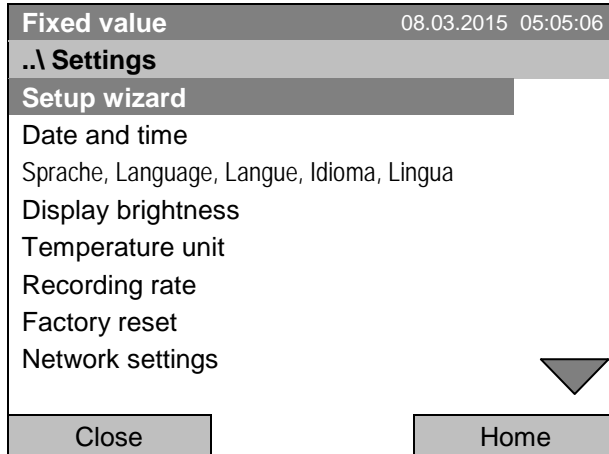 Fixed value 08.03.2015 05:05:06
..\ Settings
Setup wizard
Date and time
Sprache, Language, Langue, Idioma, Lingua
Display brightness
Temperature unit
Recording rate
Factory reset
Network settings
Close Home